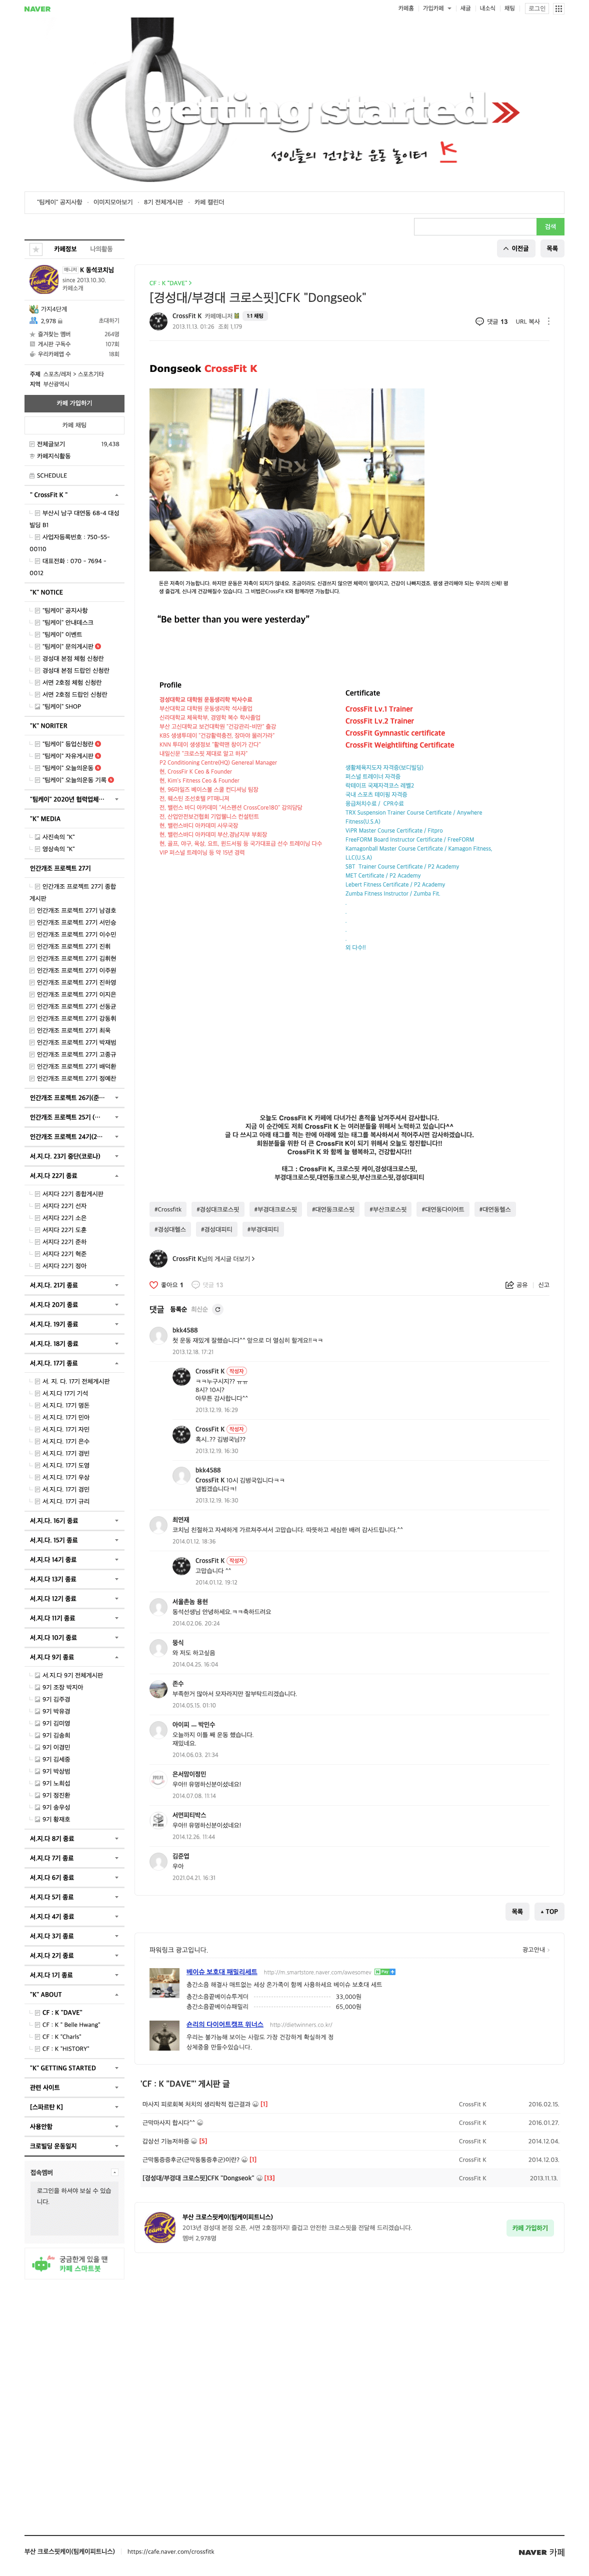 NAVER
카페홈 가입카페 새글 내소식 채팅 로그인
getting started
성인들의 건강한 운동 놀이터
"팀케이" 공지사항 · 이미지모아보기 · 8기 전체게시판 · 카페 캘린더
검색
카페정보 나의활동
매니저 K 동석코치님
since 2013.10.30.
카페소개
가지4단계
2,978 초대하기
즐겨찾는 멤버 264명
게시판 구독수 107회
우리카페앱 수 18회
주제 스포츠/레저 > 스포츠기타
지역 부산광역시
카페 가입하기
카페 채팅
전체글보기 19,438
카페지식활동
SCHEDULE
" CrossFit K "
부산시 남구 대연동 68-4 대성
빌딩 B1
사업자등록번호 : 750-55-
00110
대표전화 : 070 - 7694 -
0012
"K" NOTICE
"팀케이" 공지사항
"팀케이" 안내데스크
"팀케이" 이벤트
"팀케이" 문의게시판
경성대 본점 체험 신청란
경성대 본점 드랍인 신청란
서면 2호점 체험 신청란
서면 2호점 드랍인 신청란
"팀케이" SHOP
"K" NORITER
"팀케이" 등업신청란
"팀케이" 자유게시판
"팀케이" 오늘의운동
"팀케이" 오늘의운동 기록
"팀케이" 2020년 협력업체…
"K" MEDIA
사진속의 "K"
영상속의 "K"
인간개조 프로젝트 27기
인간개조 프로젝트 27기 종합
게시판
인간개조 프로젝트 27기 남경호
인간개조 프로젝트 27기 서민승
인간개조 프로젝트 27기 이수민
인간개조 프로젝트 27기 진휘
인간개조 프로젝트 27기 김휘현
인간개조 프로젝트 27기 이주원
인간개조 프로젝트 27기 진하영
인간개조 프로젝트 27기 이지은
인간개조 프로젝트 27기 선동균
인간개조 프로젝트 27기 강동휘
인간개조 프로젝트 27기 최욱
인간개조 프로젝트 27기 박재범
인간개조 프로젝트 27기 고종규
인간개조 프로젝트 27기 배덕환
인간개조 프로젝트 27기 정예찬
인간개조 프로젝트 26기(준…
인간개조 프로젝트 25기 (…
인간개조 프로젝트 24기(2…
서.지.다. 23기 중단(코로나)
서.지.다 22기 종료
서지다 22기 종합게시판
서지다 22기 선자
서지다 22기 소은
서지다 22기 도훈
서지다 22기 준하
서지다 22기 혁준
서지다 22기 정아
서.지.다. 21기 종료
서.지.다 20기 종료
서.지.다. 19기 종료
서.지.다. 18기 종료
서.지.다. 17기 종료
서. 지. 다. 17기 전체게시판
서.지.다 17기 기석
서.지.다. 17기 명돈
서.지.다. 17기 민아
서.지.다. 17기 자민
서.지.다. 17기 은수
서.지.다. 17기 경빈
서.지.다. 17기 도영
서.지.다. 17기 우상
서.지.다. 17기 경민
서.지.다. 17기 규리
서.지.다. 16기 종료
서.지.다. 15기 종료
서.지.다 14기 종료
서.지.다 13기 종료
서.지.다 12기 종료
서.지.다 11기 종료
서.지.다 10기 종료
서.지.다 9기 종료
서.지.다 9기 전체게시판
9기 조장 박지아
9기 김주경
9기 박유경
9기 김미영
9기 김송희
9기 이경민
9기 김세중
9기 박상범
9기 노희섭
9기 정진환
9기 송우성
9기 황재호
서.지.다 8기 종료
서.지.다 7기 종료
서.지.다 6기 종료
서.지.다 5기 종료
서.지.다 4기 종료
서.지.다 3기 종료
서.지.다 2기 종료
서.지.다 1기 종료
"K" ABOUT
CF : K "DAVE"
CF : K " Belle Hwang"
CF : K "Charls"
CF : K "HISTORY"
"K" GETTING STARTED
관련 사이트
[스파르탄 K]
사용안함
크로빌딩 운동일지
접속멤버
로그인을 하셔야 보실 수 있습
니다.
궁금한게 있을 땐
카페 스마트봇
이전글 목록
CF : K "DAVE" >
[경성대/부경대 크로스핏]CFK "Dongseok"
CrossFit K 카페매니저 1:1 채팅
2013.11.13. 01:26 조회 1,179
댓글 13 URL 복사
Dongseok CrossFit K
TRX
돈은 저축이 가능합니다. 하지만 운동은 저축이 되지가 않네요. 조금이라도 신경쓰지 않으면 체력이 떨어지고, 건강이 나빠지겠죠. 평생 관리해야 되는 우리의 신체! 평
생 즐겁게, 신나게 건강해질수 있습니다. 그 비법은CrossFit K와 함께라면 가능합니다.
"Be better than you were yesterday"
Profile
경성대학교 대학원 운동생리학 박사수료
부산대학교 대학원 운동생리학 석사졸업
신라대학교 체육학부, 경영학 복수 학사졸업
부산 고신대학교 보건대학원 "건강관리-비만" 출강
KBS 생생투데이 "건강활력충전, 잠마야 물러가라"
KNN 투데이 생생정보 "활력맨 장이가 간다"
내일신문 "크로스핏 제대로 알고 하자"
P2 Conditioning Centre(HQ) Genereal Manager
현, CrossFir K Ceo & Founder
현, Kim's Fitness Ceo & Founder
현, 96마일즈 베이스볼 스쿨 컨디셔닝 팀장
전, 웨스틴 조선호텔 PT매니져
전, 밸런스 바디 아카데미 "서스펜션 CrossCore180" 강의담당
전, 산업안전보건협회 기업웰니스 컨설턴트
현, 밸런스바디 아카데미 사무국장
현, 밸런스바디 아카데미 부산,경남지부 부회장
현, 골프, 야구, 육상, 요트, 윈드서핑 등 국가대표급 선수 트레이닝 다수
VIP 퍼스널 트레이닝 등 약 15년 경력
Certificate
CrossFit Lv.1 Trainer
CrossFit Lv.2 Trainer
CrossFit Gymnastic certificate
CrossFit Weightlifting Certificate
생활체육지도자 자격증(보디빌딩)
퍼스널 트레이너 자격증
락테이프 국제자격코스 레벨2
국내 스포츠 테이핑 자격증
응급처치수료 / CPR수료
TRX Suspension Trainer Course Certificate / Anywhere
Fitness(U.S.A)
ViPR Master Course Certificate / Fitpro
FreeFORM Board Instructor Certificate / FreeFORM
Kamagonball Master Course Certificate / Kamagon Fitness,
LLC(U.S.A)
SBT Trainer Course Certificate / P2 Academy
MET Certificate / P2 Academy
Lebert Fitness Certificate / P2 Academy
Zumba Fitness Instructor / Zumba Fit.
.
.
.
.
외 다수!!
오늘도 CrossFit K 카페에 다녀가신 흔적을 남겨주셔서 감사합니다.
지금 이 순간에도 저희 CrossFit K 는 여러분들을 위해서 노력하고 있습니다^^
글 다 쓰시고 아래 태그를 적는 란에 아래에 있는 태그를 복사하셔서 적어주시면 감사하겠습니다.
회원분들을 위한 더 큰 CrossFit K이 되기 위해서 오늘도 정진합니다!!
CrossFit K 와 함께 늘 행복하고, 건강합시다!!
태그 : CrossFit K, 크로스핏 케이,경성대크로스핏,
부경대크로스핏,대연동크로스핏,부산크로스핏,경성대피티
#Crossfitk #경성대크로스핏 #부경대크로스핏 #대연동크로스핏 #부산크로스핏 #대연동다이어트 #대연동헬스
#경성대헬스 #경성대피티 #부경대피티
CrossFit K님의 게시글 더보기 >
좋아요 1 댓글 13 공유 신고
댓글 등록순 최신순
bkk4588
첫 운동 재밌게 잘했습니다^^ 앞으로 더 열심히 할게요!!ㅋㅋ
2013.12.18. 17:21
CrossFit K 작성자
ㅋㅋ누구시지?? ㅠㅠ
8시? 10시?
아무튼 감사합니다^^
2013.12.19. 16:29
CrossFit K 작성자
혹시..?? 김병국님??
2013.12.19. 16:30
bkk4588
CrossFit K 10시 김병국입니다ㅋㅋ
낼뵙겠습니다ㅋ!
2013.12.19. 16:30
최인재
코치님 친절하고 자세하게 가르쳐주셔서 고맙습니다. 따뜻하고 세심한 배려 감사드립니다.^^
2014.01.12. 18:36
CrossFit K 작성자
고맙습니다 ^^
2014.01.12. 19:12
서울촌놈 용현
동석선생님 안녕하세요.ㅋㅋ축하드려요
2014.02.06. 20:24
뭉식
와 저도 하고싶음
2014.04.25. 16:04
존수
부족한거 많아서 모자라지만 잘부탁드리겠습니다.
2014.05.15. 01:10
아이피 ... 박민수
오늘까지 이틀 째 운동 했습니다.
재밌네요.
2014.06.03. 21:34
은서맘이정민
우아!! 유명하신분이셨네요!
2014.07.08. 11:14
서면피티박스
우아!! 유명하신분이셨네요!
2014.12.26. 11:44
김준업
우아
2021.04.21. 16:31
목록 TOP
파워링크 광고입니다. 광고안내
베이슈 보호대 패밀리세트 http://m.smartstore.naver.com/awesomev
층간소음 해결사 매트없는 세상 온가족이 함께 사용하세요 베이슈 보호대 세트
층간소음끝베이슈투게더 33,000원
층간소음끝베이슈패밀리 65,000원
숀리의 다이어트캠프 위너스 http://dietwinners.co.kr/
우리는 불가능해 보이는 사람도 가장 건강하게 확실하게 정
상체중을 만들수있습니다.
'CF : K "DAVE"' 게시판 글
마사지 피로회복 처치의 생리학적 접근결과 [1] CrossFit K 2016.02.15.
근막마사지 합시다^^ CrossFit K 2016.01.27.
갑상선 기능저하증 [5] CrossFit K 2014.12.04.
근막통증증후군(근막동통증후군)이란? [1] CrossFit K 2014.12.03.
[경성대/부경대 크로스핏]CFK "Dongseok" [13] CrossFit K 2013.11.13.
부산 크로스핏케이(팀케이피트니스)
2013년 경성대 본점 오픈, 서면 2호점까지! 즐겁고 안전한 크로스핏을 전달해 드리겠습니다.
멤버 2,978명
카페 가입하기
부산 크로스핏케이(팀케이피트니스) https://cafe.naver.com/crossfitk
NAVER 카페